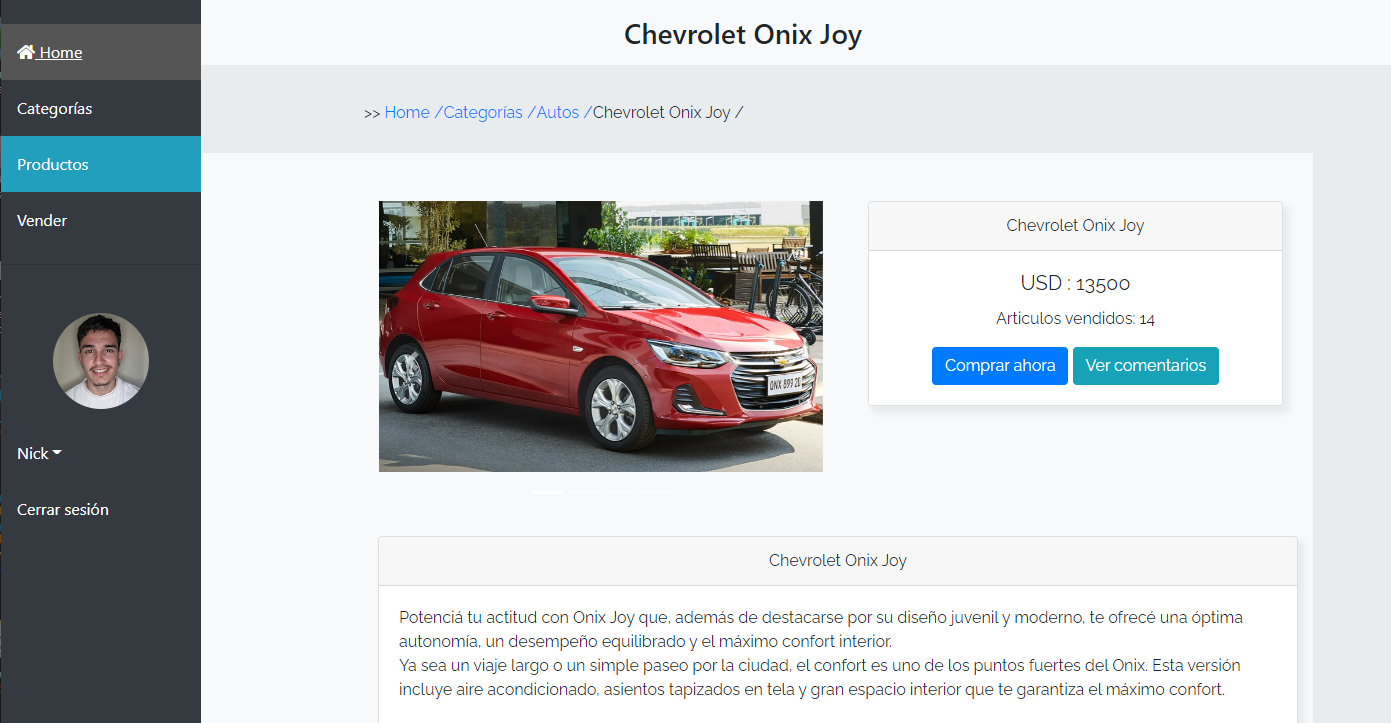 Home
Categorías
Productos
Vender
Nick
Cerrar sesión
Chevrolet Onix Joy
>> Home /Categorías /Autos /Chevrolet Onix Joy /
ONX 899 20
Chevrolet Onix Joy
USD : 13500
Articulos vendidos: 14
Comprar ahora
Ver comentarios
Chevrolet Onix Joy
Potenciá tu actitud con Onix Joy que, además de destacarse por su diseño juvenil y moderno, te ofrecé una óptima
autonomía, un desempeño equilibrado y el máximo confort interior.
Ya sea un viaje largo o un simple paseo por la ciudad, el confort es uno de los puntos fuertes del Onix. Esta versión
incluye aire acondicionado, asientos tapizados en tela y gran espacio interior que te garantiza el máximo confort.